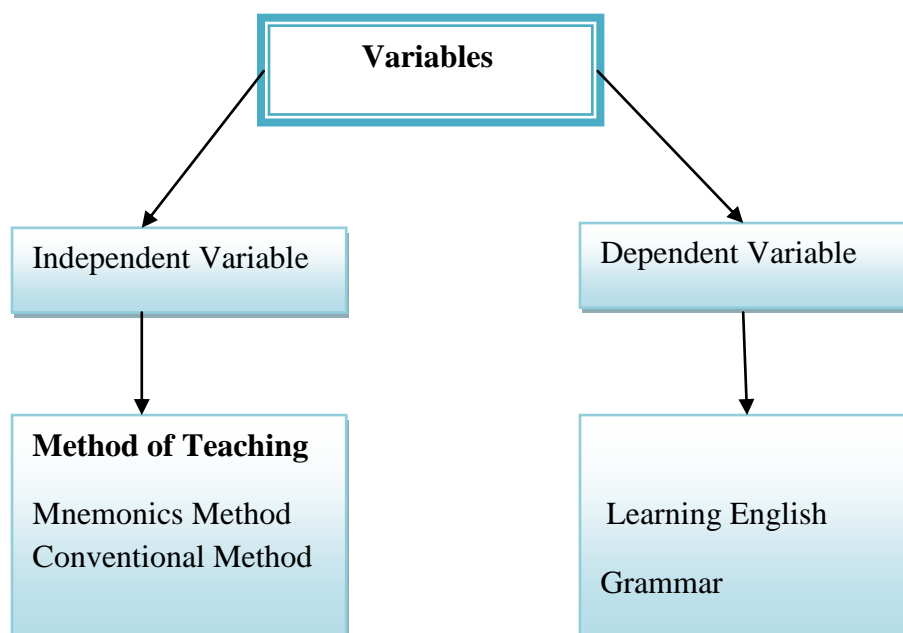 Variables
Independent Variable
Dependent Variable
Method of Teaching
Mnemonics Method
Conventional Method
Learning English
Grammar